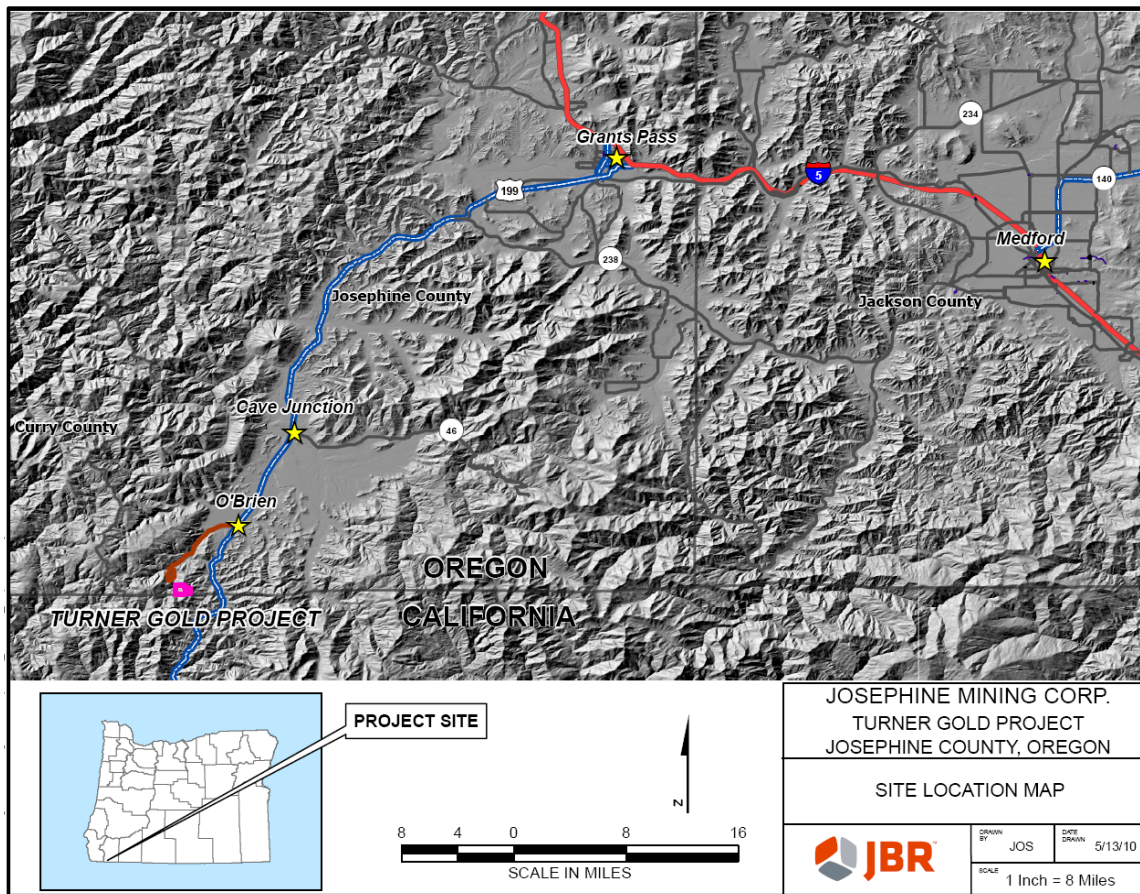 Grants Pass
234
5
140
199
Medford
238
Josephine County
Jackson County
Cave Junction
Curry County
46
O'Brien
OREGON
TURNER GOLD PROJECT
CALIFORNIA
PROJECT SITE
N
8 4 0 8 16
SCALE IN MILES
JOSEPHINE MINING CORP.
TURNER GOLD PROJECT
JOSEPHINE COUNTY, OREGON
SITE LOCATION MAP
JBR
DRAWN BY
JOS
DATE DRAWN
5/13/10
SCALE
1 Inch = 8 Miles